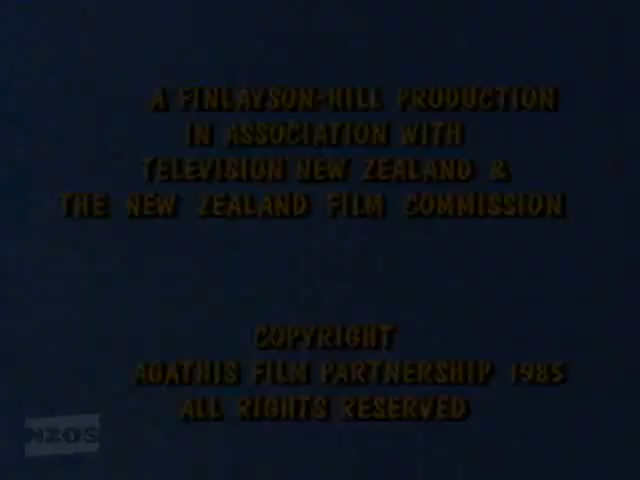 A FINLAYSON-HILL PRODUCTION
IN ASSOCIATION WITH
TELEVISION NEW ZEALAND &
THE NEW ZEALAND FILM COMMISSION
COPYRIGHT
AGATHIS FILM PARTNERSHIP 1985
ALL RIGHTS RESERVED
NZOS